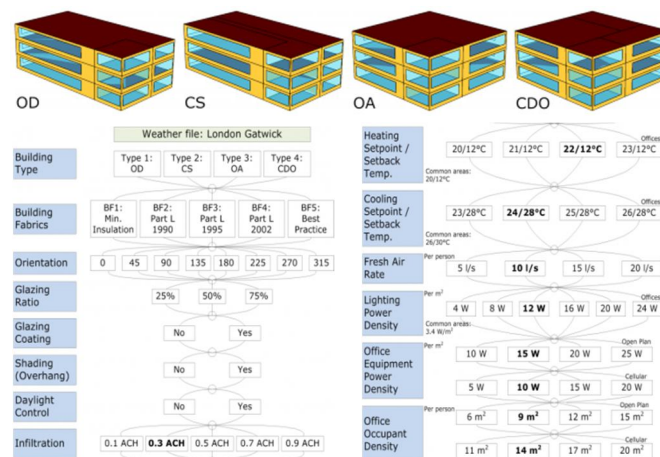 OD CS OA CDO
Weather file: London Gatwick
Building Type
Type 1: OD
Type 2: CS
Type 3: OA
Type 4: CDO
Building Fabrics
BF1: Min. Insulation
BF2: Part L 1990
BF3: Part L 1995
BF4: Part L 2002
BF5: Best Practice
Orientation
0 45 90 135 180 225 270 315
Glazing Ratio
25% 50% 75%
Glazing Coating
No Yes
Shading (Overhang)
No Yes
Daylight Control
No Yes
Infiltration
0.1 ACH 0.3 ACH 0.5 ACH 0.7 ACH 0.9 ACH
Heating Setpoint / Setback Temp.
Offices
20/12°C 21/12°C 22/12°C 23/12°C
Common areas: 20/12°C
Cooling Setpoint / Setback Temp.
Offices
23/28°C 24/28°C 25/28°C 26/28°C
Common areas: 26/30°C
Fresh Air Rate
Per person
5 l/s 10 l/s 15 l/s 20 l/s
Lighting Power Density
Per m²
Offices
4 W 8 W 12 W 16 W 20 W 24 W
Common areas: 3.4 W/m²
Office Equipment Power Density
Per m²
Open Plan
10 W 15 W 20 W 25 W
Cellular
5 W 10 W 15 W 20 W
Office Occupant Density
Per person
Open Plan
6 m² 9 m² 12 m² 15 m²
Cellular
11 m² 14 m² 17 m² 20 m²